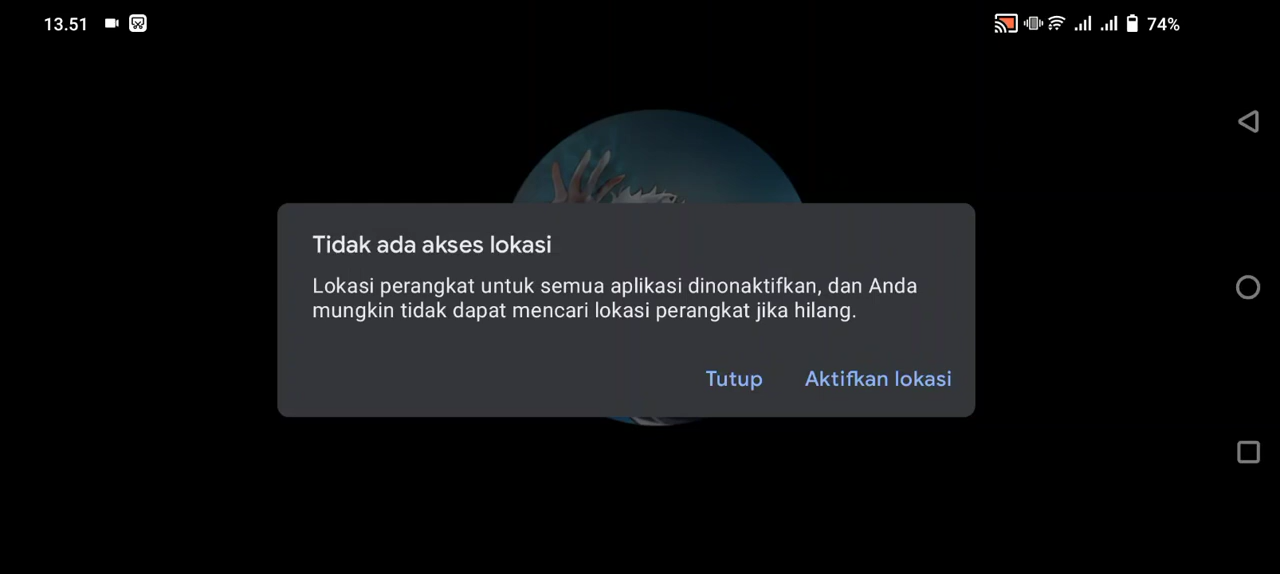 13.51
74%
Tidak ada akses lokasi
Lokasi perangkat untuk semua aplikasi dinonaktifkan, dan Anda
mungkin tidak dapat mencari lokasi perangkat jika hilang.
Tutup Aktifkan lokasi